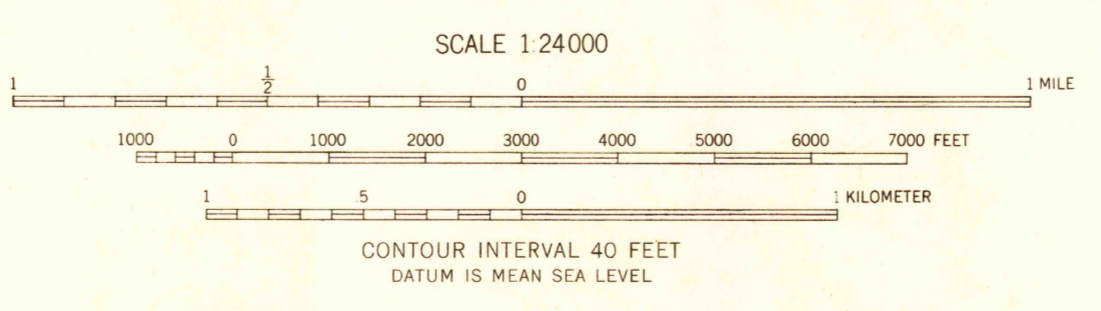 SCALE 1:24000
1 1/2 0 1 MILE
1000 0 1000 2000 3000 4000 5000 6000 7000 FEET
1 .5 0 1 KILOMETER
CONTOUR INTERVAL 40 FEET
DATUM IS MEAN SEA LEVEL